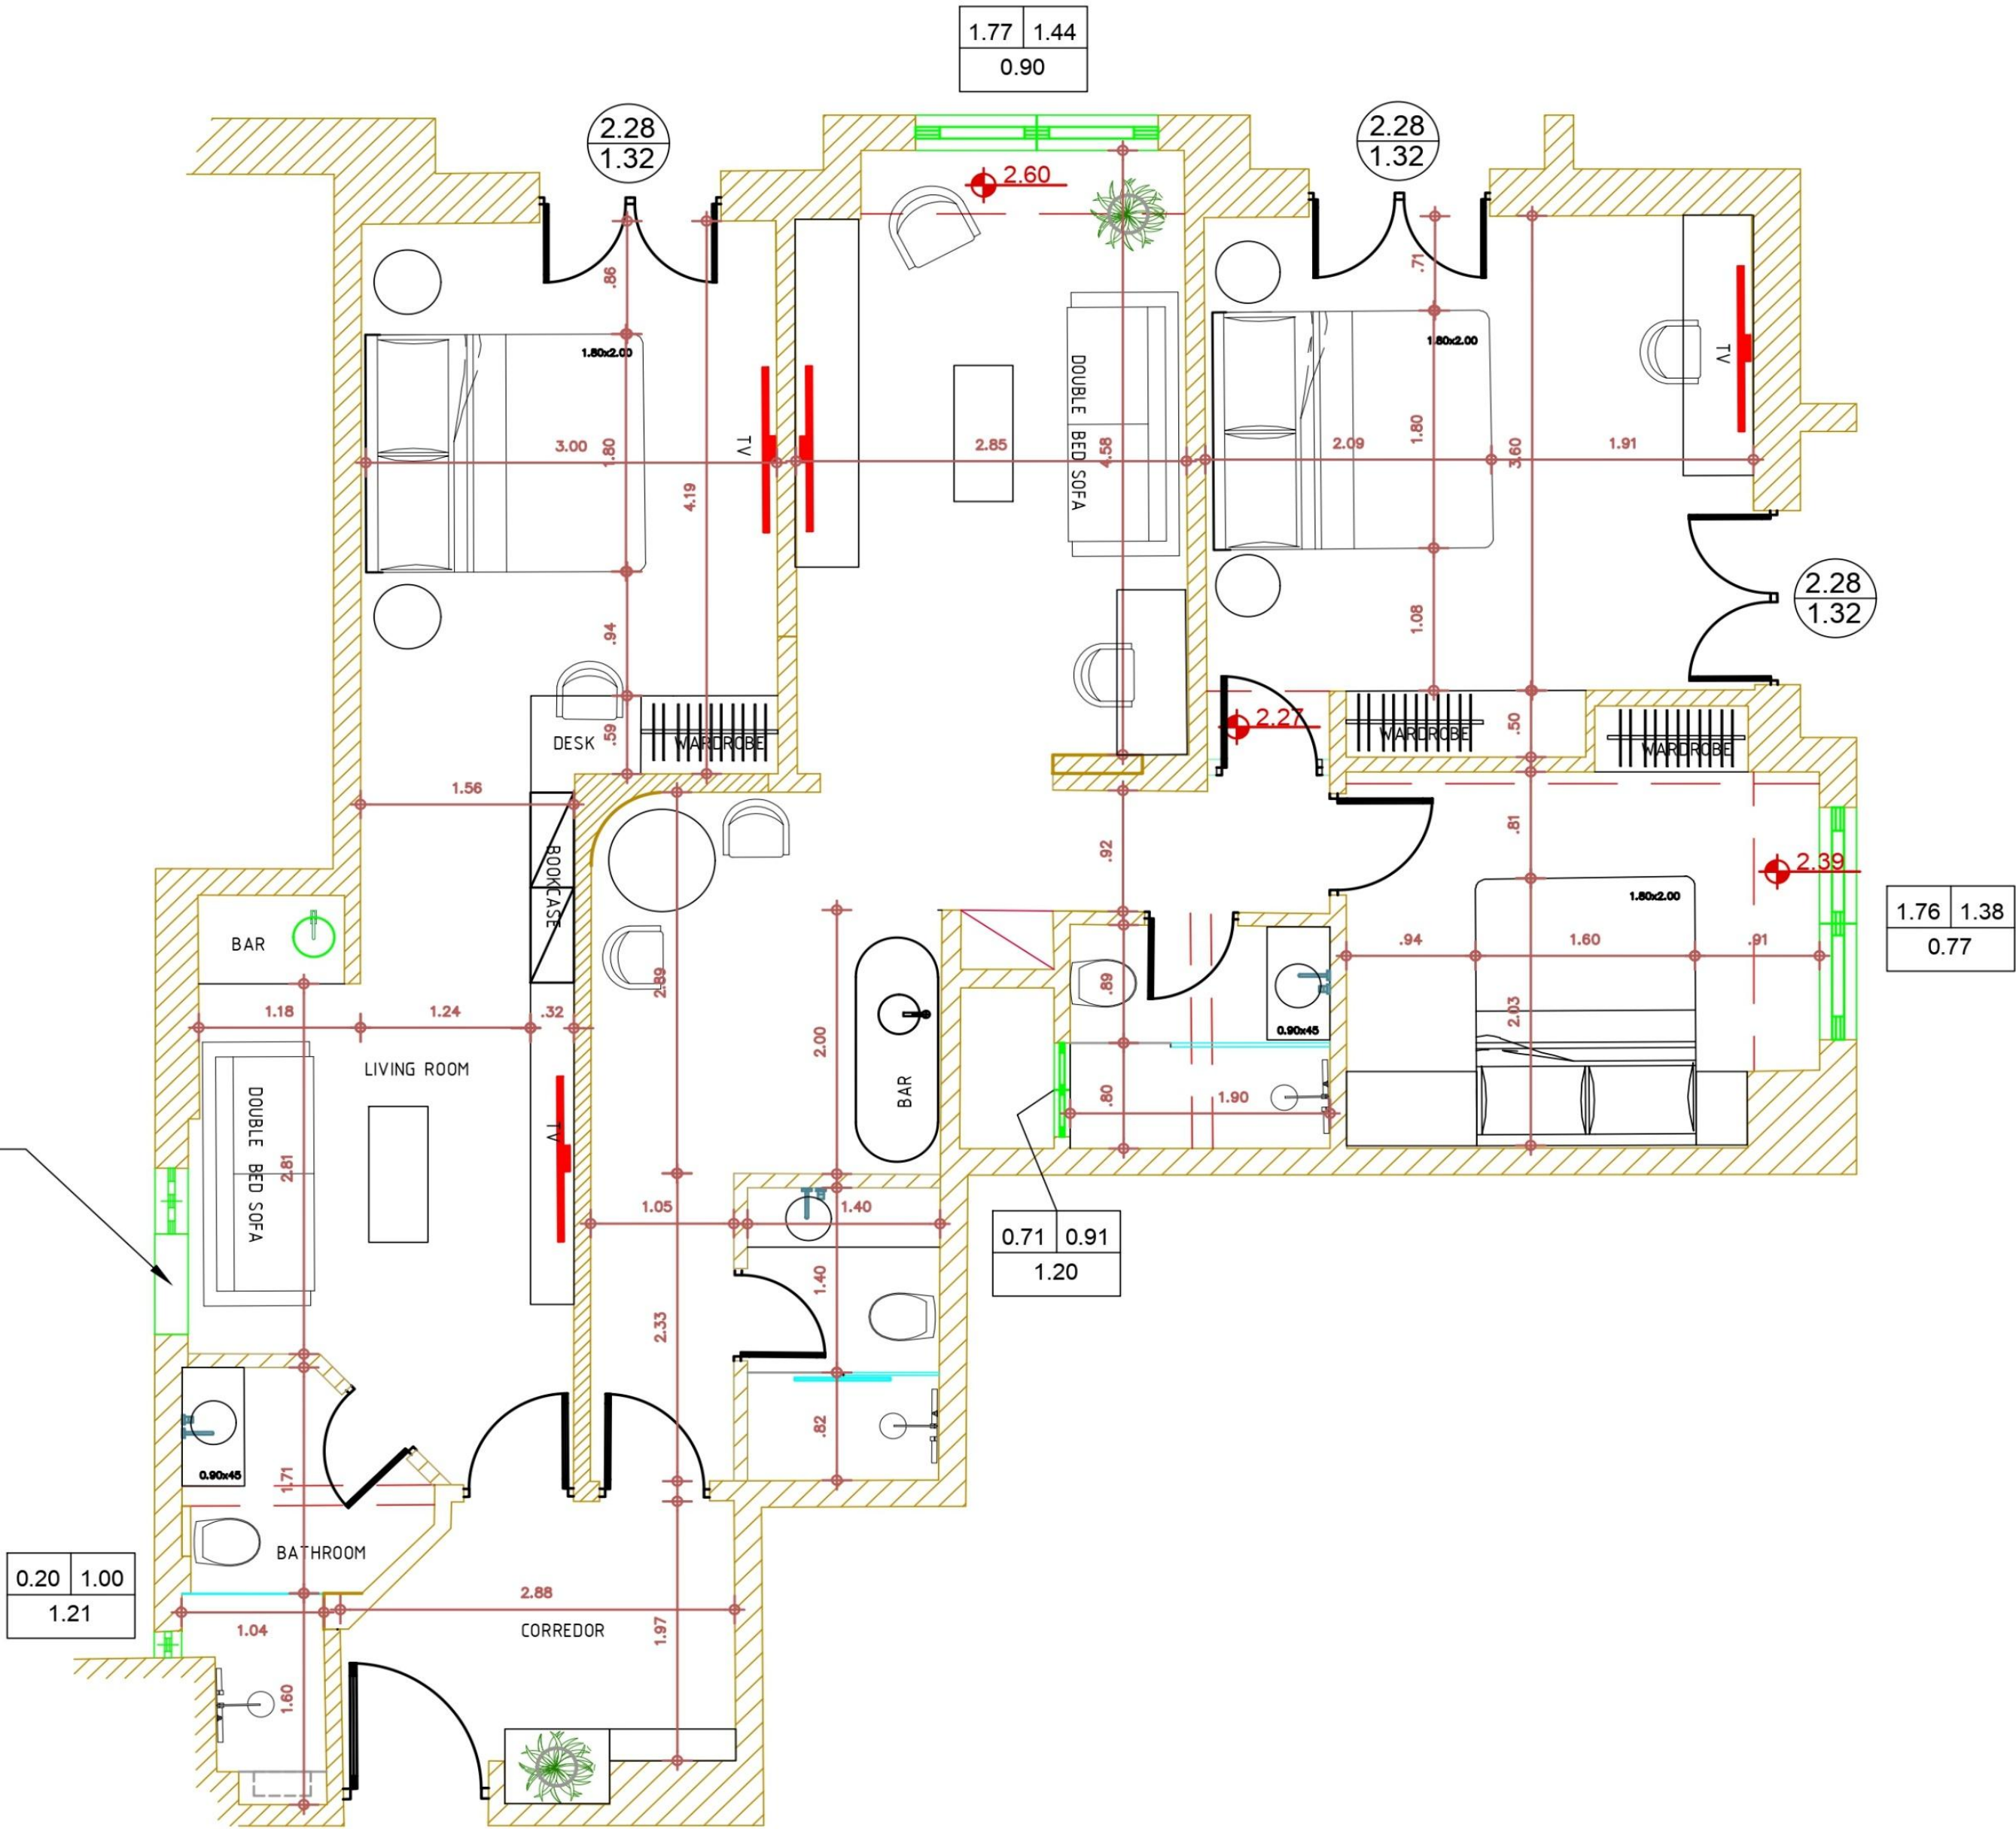 1.77 1.44
0.90
2.28
1.32
2.28
1.32
2.60
.86
.71
1.80x2.00
1.80x2.00
TV
DOUBLE BED SOFA
3.00
1.80
TV
2.85
4.58
2.09
1.80
3.60
1.91
4.19
2.28
1.32
.94
1.08
2.27
DESK
.59
WARDROBE
WARDROBE
.50
WARDROBE
1.56
BOOKCASE
.92
.81
2.39
1.80x2.00
1.76 1.38
0.77
BAR
.94
1.60
.91
2.89
.89
1.18
1.24
.32
2.03
0.90x45
2.00
LIVING ROOM
BAR
.80
1.90
DOUBLE BED SOFA
TV
2.81
1.05
1.40
0.71 0.91
1.20
1.40
2.33
.82
0.90x45
1.71
BATHROOM
0.20 1.00
1.21
2.88
1.04
CORREDOR
1.97
1.60